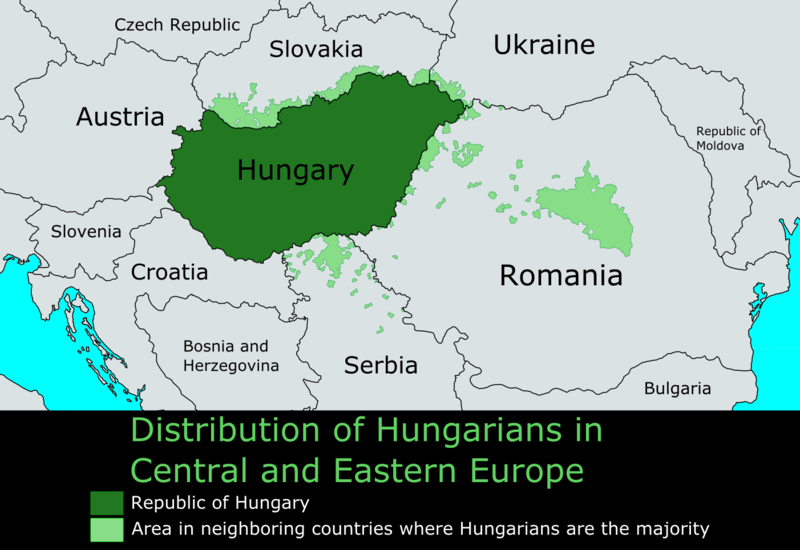 Czech Republic
Slovakia
Ukraine
Austria
Republic of
Moldova
Hungary
Slovenia
Croatia
Romania
Bosnia and
Herzegovina
Serbia
Bulgaria
Distribution of Hungarians in
Central and Eastern Europe
Republic of Hungary
Area in neighboring countries where Hungarians are the majority